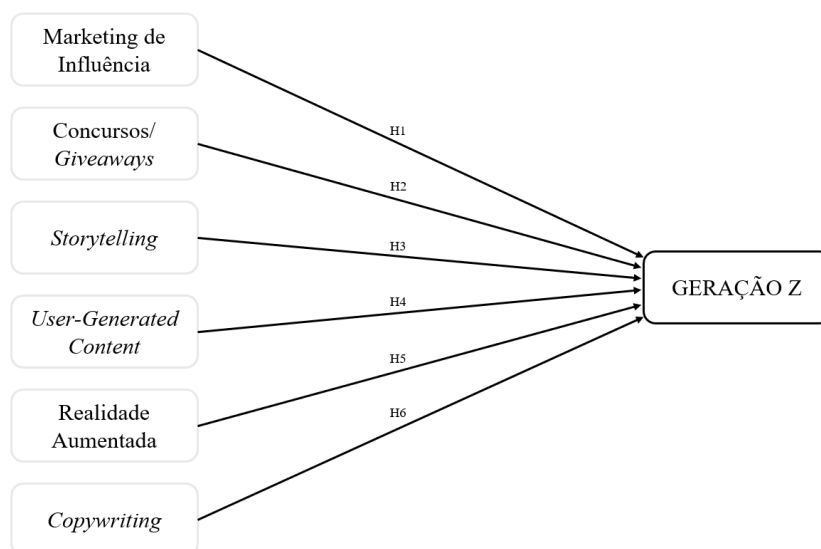 Marketing de
Influência
H1
Concursos/
Giveaways
H2
Storytelling
H3
GERAÇÃO Z
User-Generated
Content
H4
H5
Realidade
Aumentada
H6
Copywriting